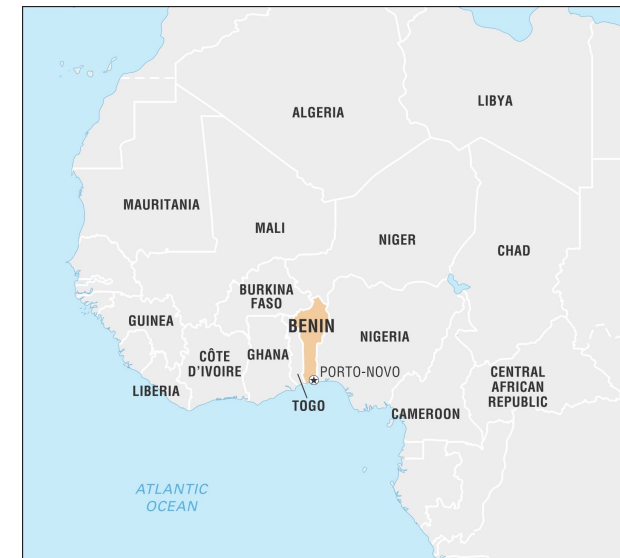 ALGERIA
LIBYA
MAURITANIA
MALI
NIGER
CHAD
BURKINA
FASO
GUINEA
BENIN
NIGERIA
CÔTE
D'IVOIRE
GHANA
PORTO-NOVO
CENTRAL
AFRICAN
REPUBLIC
LIBERIA
TOGO
CAMEROON
ATLANTIC
OCEAN